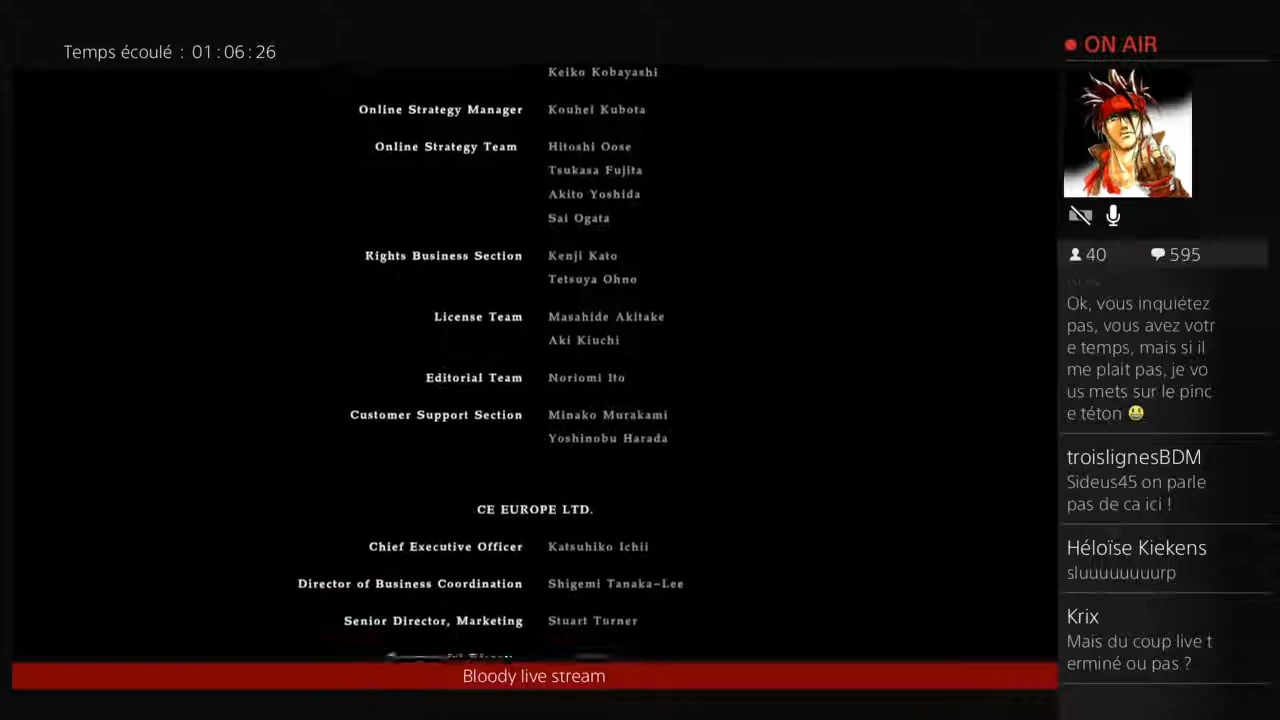 Temps écoulé : 01:06:26
ON AIR
Keiko Kobayashi
Online Strategy Manager Kouhei Kubota
Online Strategy Team Hitoshi Oose
Tsukasa Fujita
Akito Yoshida
Sai Ogata
Rights Business Section Kenji Kato
Tetsuya Ohno
License Team Masahide Akitake
Aki Kiuchi
Editorial Team Noriomi Ito
Customer Support Section Minako Murakami
Yoshinobu Harada
CE EUROPE LTD.
Chief Executive Officer Katsuhiko Ichii
Director of Business Coordination Shigemi Tanaka-Lee
Senior Director, Marketing Stuart Turner
Bloody live stream
40 595
Ok, vous inquiétez
pas, vous avez votr
e temps, mais si il
me plait pas, je vo
us mets sur le pinc
e téton
troislignesBDM
Sideus45 on parle
pas de ca ici !
Héloïse Kiekens
sluuuuuuuurp
Krix
Mais du coup live t
erminé ou pas ?